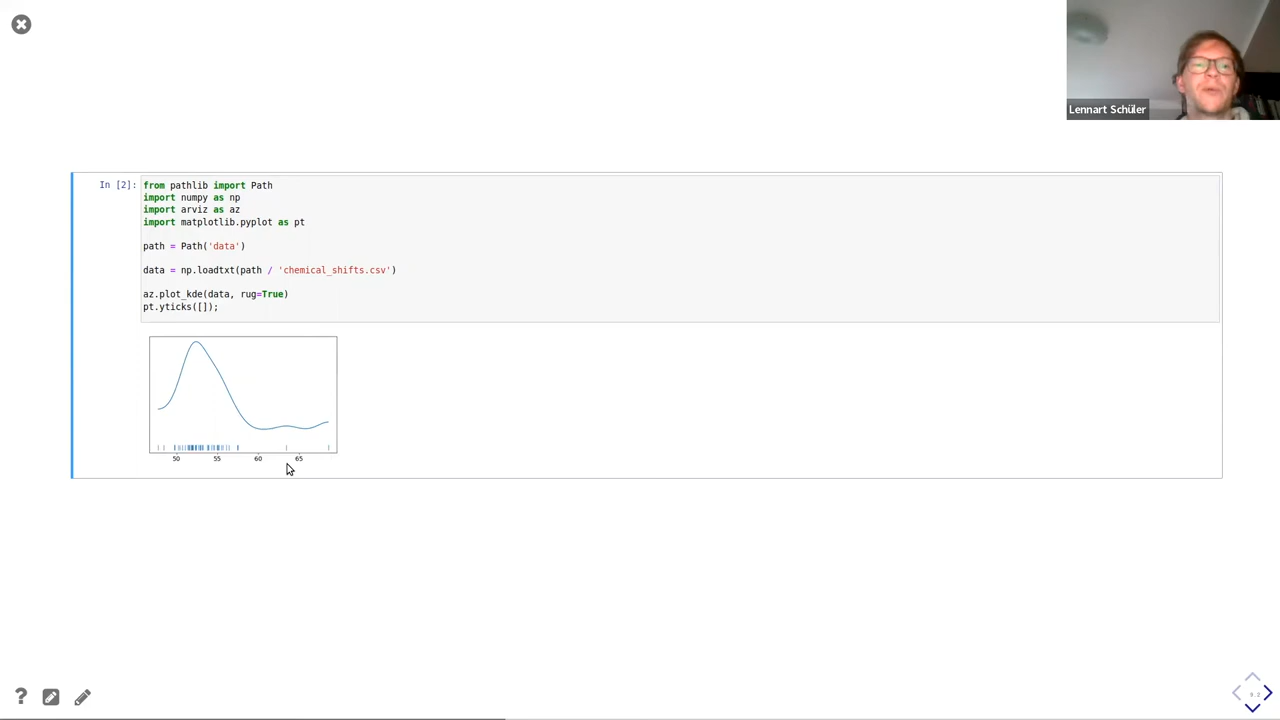 Lennart Schüler
In [2]:
from pathlib import Path
import numpy as np
import arviz as az
import matplotlib.pyplot as pt
path = Path('data')
data = np.loadtxt(path / 'chemical_shifts.csv')
az.plot_kde(data, rug=True)
pt.yticks([]);
50 55 60 65
?
9.2